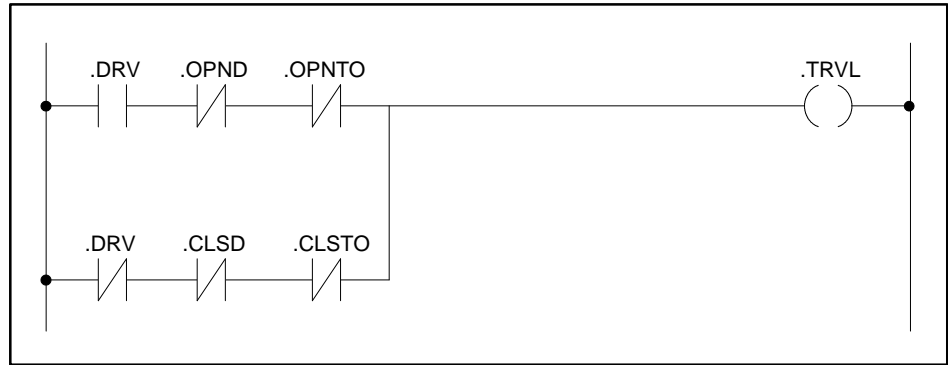 .DRV .OPND .OPNTO .TRVL
.DRV .CLSD .CLSTO